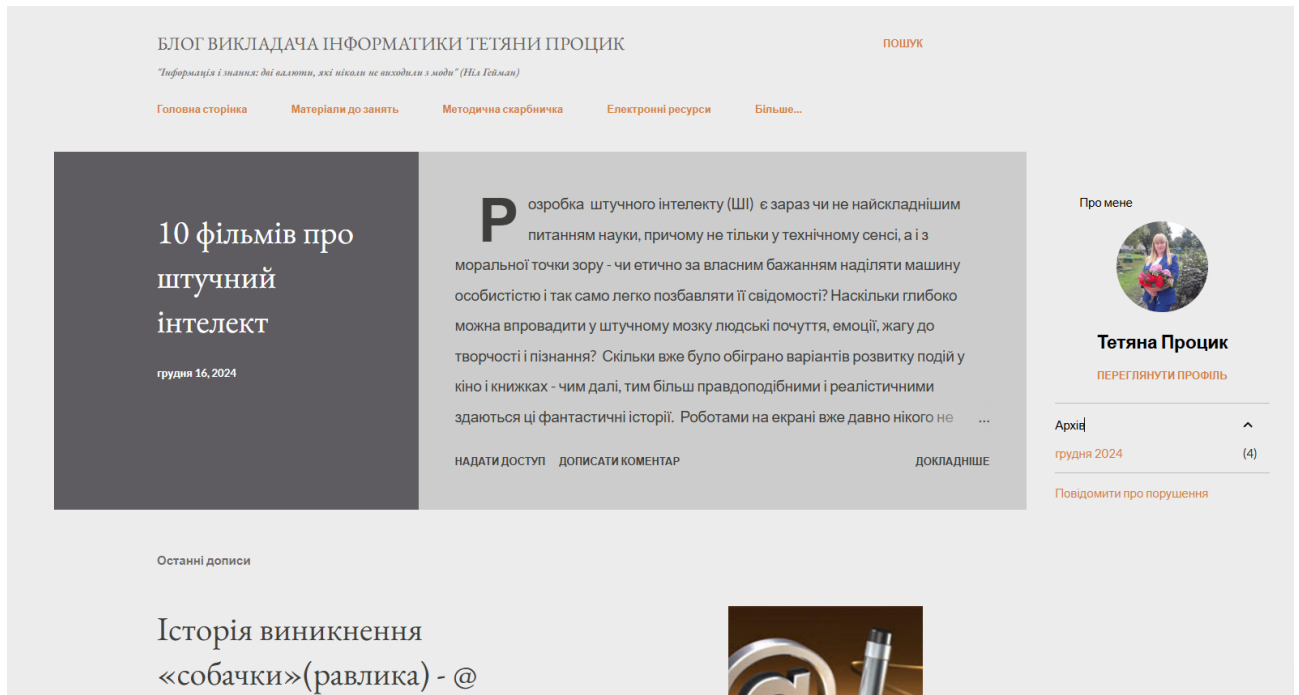 БЛОГ ВИКЛАДАЧА ІНФОРМАТИКИ ТЕТЯНИ ПРОЦИК
ПОШУК
"Інформація і знання: дві валюти, які ніколи не виходили з моди" (Ніл Гейман)
Головна сторінка
Матеріали до занять
Методична скарбничка
Електронні ресурси
Більше...
10 фільмів про
штучний
інтелект
грудня 16, 2024
Розробка штучного інтелекту (ШІ) є зараз чи не найскладнішим
питанням науки, причому не тільки у технічному сенсі, а і з
моральної точки зору - чи етично за власним бажанням наділяти машину
особистістю і так само легко позбавляти її свідомості? Наскільки глибоко
можна впровадити у штучному мозку людські почуття, емоції, жагу до
творчості і пізнання? Скільки вже було обіграно варіантів розвитку подій у
кіно і книжках - чим далі, тим більш правдоподібними і реалістичними
здаються ці фантастичні історії. Роботами на екрані вже давно нікого не ...
НАДАТИ ДОСТУП
ДОПИСАТИ КОМЕНТАР
ДОКЛАДНІШЕ
Про мене
Тетяна Процик
ПЕРЕГЛЯНУТИ ПРОФІЛЬ
Архів
грудня 2024 (4)
Повідомити про порушення
Останні дописи
Історія виникнення
«собачки»(равлика) - @